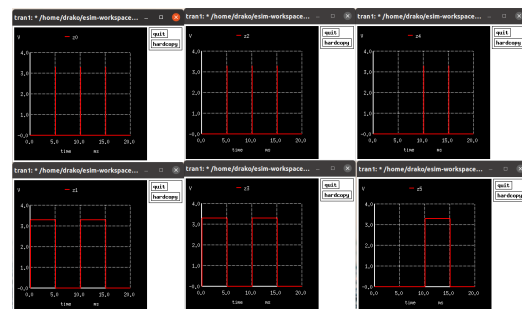 tran1: * /home/drako/esim-workspace...
V
z0
quit
hardcopy
4,0
3,0
2,0
1,0
-0,0
0,0 5,0 10,0 15,0 20,0
time ms
tran1: * /home/drako/esim-workspace...
V
z2
quit
hardcopy
4,0
3,0
2,0
1,0
-0,0
0,0 5,0 10,0 15,0 20,0
time ms
tran1: * /home/drako/esim-workspace...
V
z4
quit
hardcopy
4,0
3,0
2,0
1,0
-0,0
0,0 5,0 10,0 15,0 20,0
time ms
tran1: * /home/drako/esim-workspace...
V
z1
quit
hardcopy
4,0
3,0
2,0
1,0
-0,0
0,0 5,0 10,0 15,0 20,0
time ms
tran1: * /home/drako/esim-workspace...
V
z3
quit
hardcopy
4,0
3,0
2,0
1,0
-0,0
0,0 5,0 10,0 15,0 20,0
time ms
tran1: * /home/drako/esim-workspace...
V
z5
quit
hardcopy
4,0
3,0
2,0
1,0
-0,0
0,0 5,0 10,0 15,0 20,0
time ms